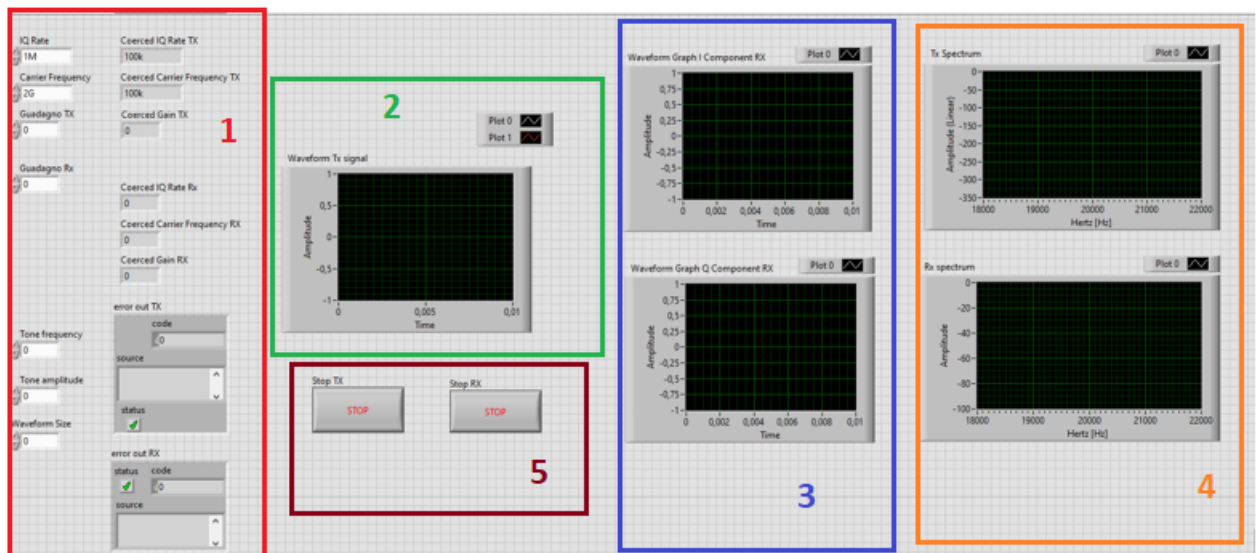 IQ Rate
1M
Carrier Frequency
2G
Guadagno TX
0
Guadagno Rx
0
Tone frequency
0
Tone amplitude
0
Waveform Size
0
Coerced IQ Rate TX
100k
Coerced Carrier Frequency TX
100k
Coerced Gain TX
0
1
Coerced IQ Rate Rx
0
Coerced Carrier Frequency RX
0
Coerced Gain RX
0
error out TX
code
0
source
status
error out RX
status code
0
source
2
Plot 0
Plot 1
Waveform Tx signal
1
0,5
0
-0,5
-1
Amplitude
0 0,005 0,01
Time
Stop TX
STOP
Stop RX
STOP
5
Waveform Graph I Component RX
Plot 0
1
0,75
0,5
0,25
0
-0,25
-0,5
-0,75
-1
Amplitude
0 0,002 0,004 0,006 0,008 0,01
Time
Waveform Graph Q Component RX
Plot 0
1
0,75
0,5
0,25
0
-0,25
-0,5
-0,75
-1
Amplitude
0 0,002 0,004 0,006 0,008 0,01
Time
3
Tx Spectrum
Plot 0
0
-50
-100
-150
-200
-250
-300
-350
Amplitude (Linear)
18000 19000 20000 21000 22000
Hertz [Hz]
Rx spectrum
Plot 0
0
-20
-40
-60
-80
-100
Amplitude
18000 19000 20000 21000 22000
Hertz [Hz]
4